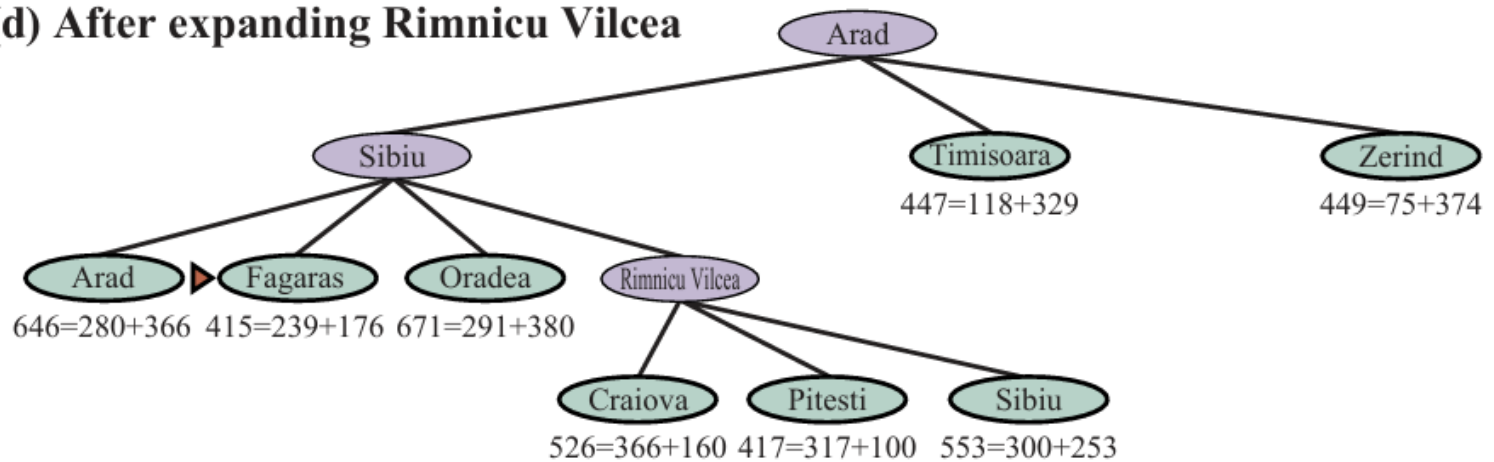 d) After expanding Rimnicu Vilcea
Arad
Sibiu Timisoara Zerind
447=118+329 449=75+374
Arad Fagaras Oradea Rimnicu Vilcea
646=280+366 415=239+176 671=291+380
Craiova Pitesti Sibiu
526=366+160 417=317+100 553=300+253